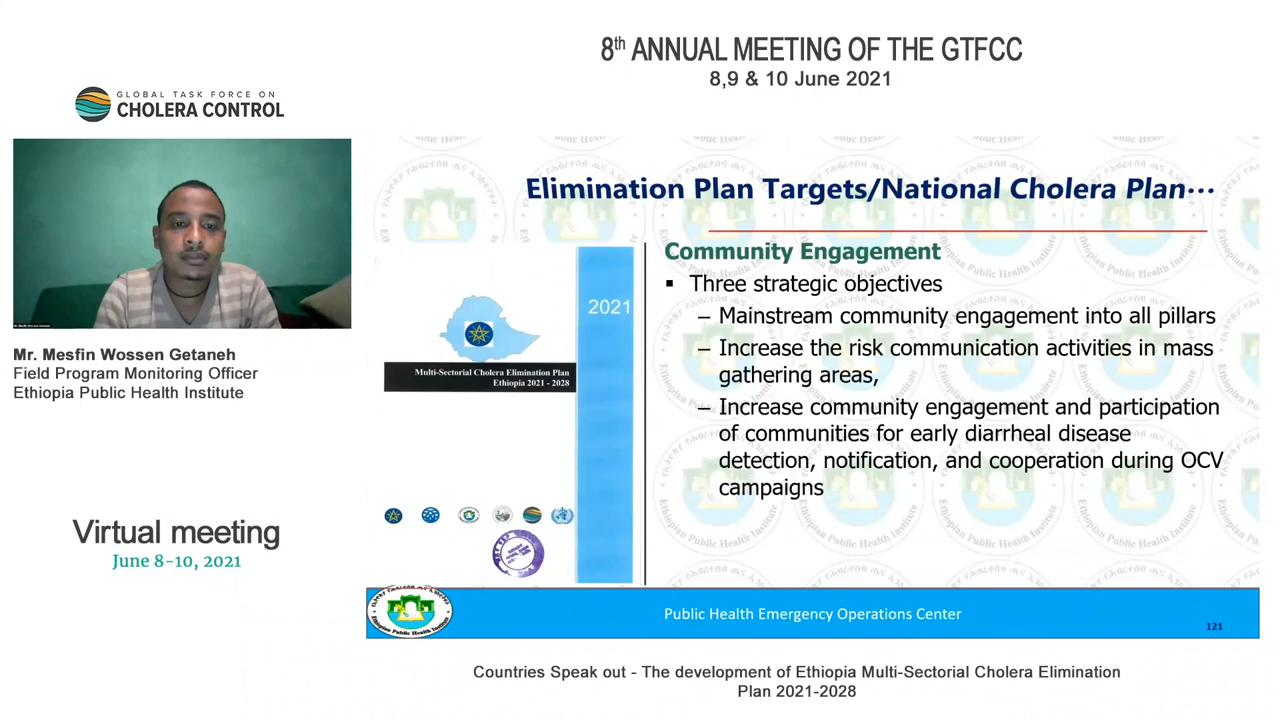 8th ANNUAL MEETING OF THE GTFCC
8,9 & 10 June 2021
GLOBAL TASK FORCE ON
CHOLERA CONTROL
Mr. Mesfin Wossen Getaneh
Field Program Monitoring Officer
Ethiopia Public Health Institute
Virtual meeting
June 8-10, 2021
Elimination Plan Targets/National Cholera Plan…
2021
Multi-Sectorial Cholera Elimination Plan
Ethiopia 2021 - 2028
Community Engagement
▪ Three strategic objectives
– Mainstream community engagement into all pillars
– Increase the risk communication activities in mass
gathering areas,
– Increase community engagement and participation
of communities for early diarrheal disease
detection, notification, and cooperation during OCV
campaigns
Ethiopian Public Health Institute
Public Health Emergency Operations Center
121
Countries Speak out - The development of Ethiopia Multi-Sectorial Cholera Elimination
Plan 2021-2028